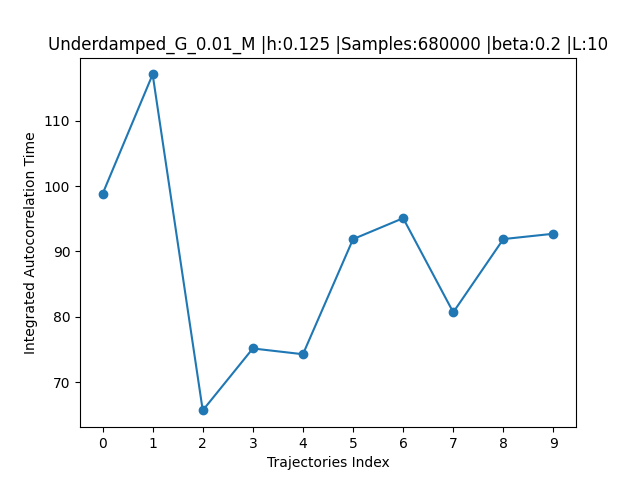 Underdamped_G_0.01_M |h:0.125 |Samples:680000 |beta:0.2 |L:10
Integrated Autocorrelation Time
110
100
90
80
70
0 1 2 3 4 5 6 7 8 9
Trajectories Index